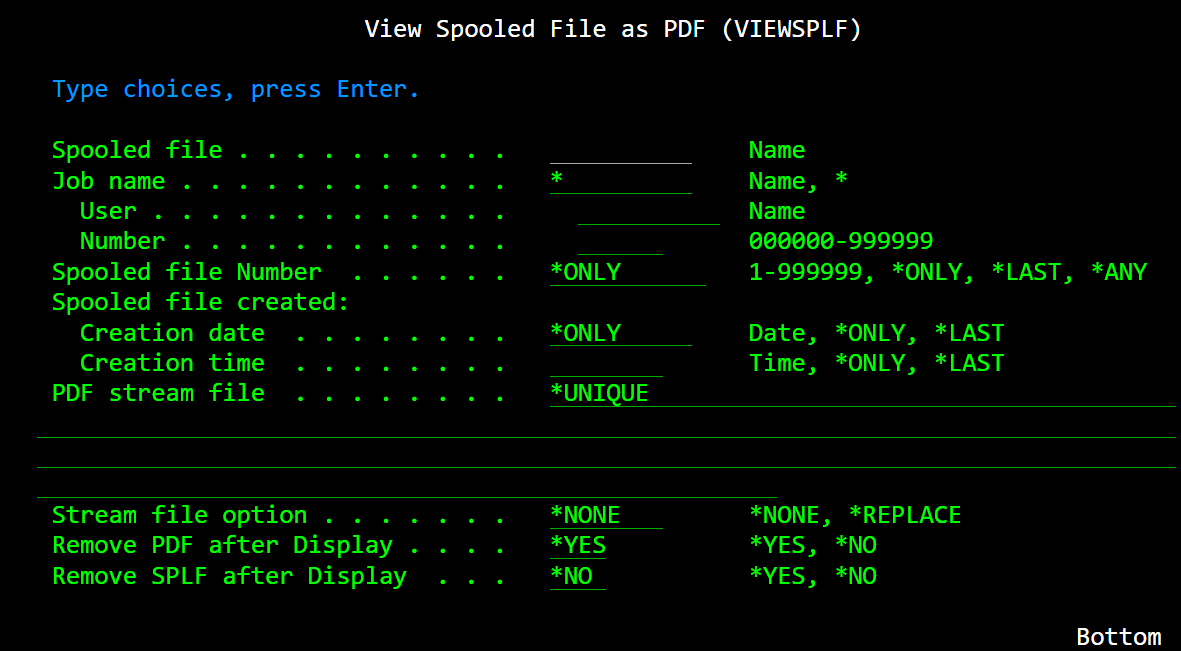 View Spooled File as PDF (VIEWSPLF)
Type choices, press Enter.
Spooled file . . . . . . . . . .   Name
Job name . . . . . . . . . . . .   *   Name, *
User . . . . . . . . . . . . .   Name
Number . . . . . . . . . . . .   000000-999999
Spooled file Number  . . . . . .   *ONLY   1-999999, *ONLY, *LAST, *ANY
Spooled file created:
Creation date  . . . . . . . .   *ONLY   Date, *ONLY, *LAST
Creation time  . . . . . . . .   Time, *ONLY, *LAST
PDF stream file  . . . . . . . .   *UNIQUE
Stream file option . . . . . . .   *NONE   *NONE, *REPLACE
Remove PDF after Display . . . .   *YES   *YES, *NO
Remove SPLF after Display  . . .   *NO   *YES, *NO
Bottom